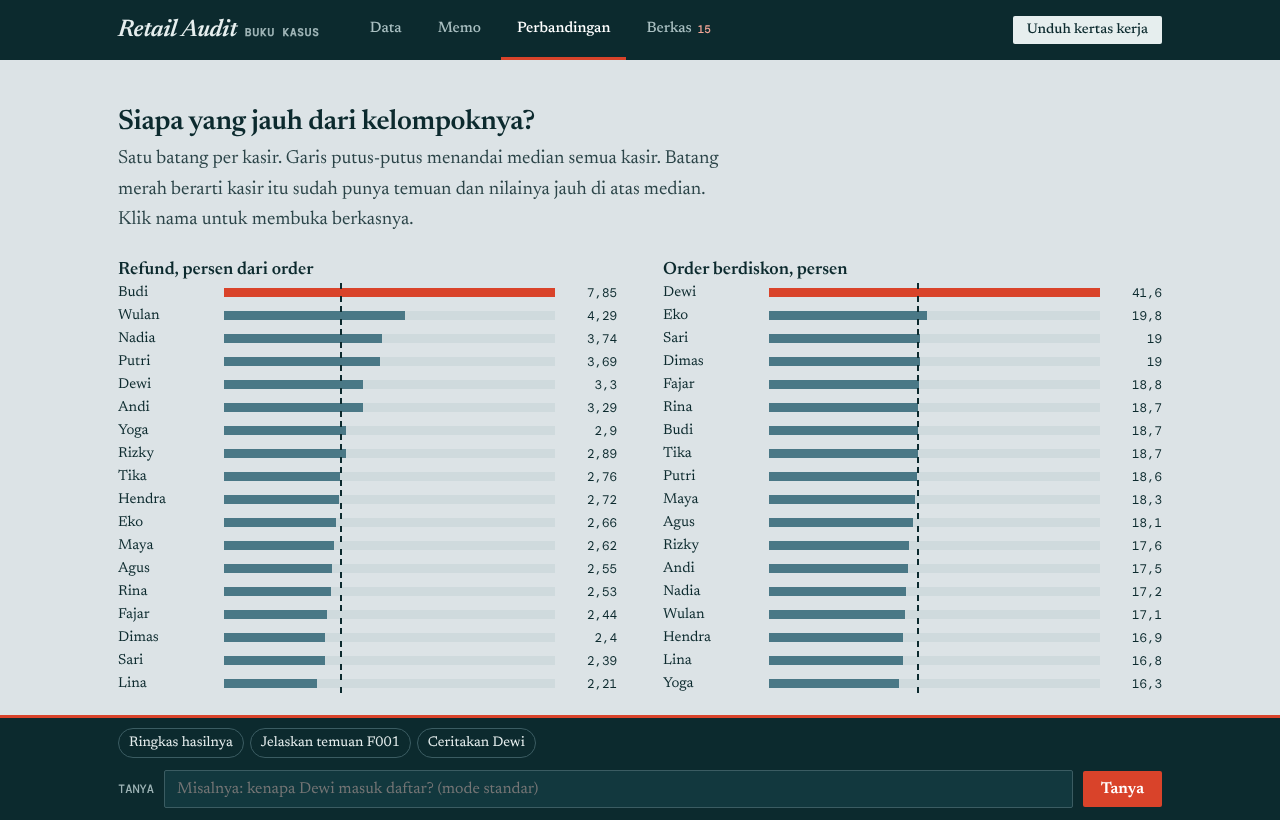 Retail Audit BUKU KASUS
Data
Memo
Perbandingan
Berkas 15
Unduh kertas kerja
Siapa yang jauh dari kelompoknya?
Satu batang per kasir. Garis putus-putus menandai median semua kasir. Batang
merah berarti kasir itu sudah punya temuan dan nilainya jauh di atas median.
Klik nama untuk membuka berkasnya.
Refund, persen dari order
Budi 7,85
Wulan 4,29
Nadia 3,74
Putri 3,69
Dewi 3,3
Andi 3,29
Yoga 2,9
Rizky 2,89
Tika 2,76
Hendra 2,72
Eko 2,66
Maya 2,62
Agus 2,55
Rina 2,53
Fajar 2,44
Dimas 2,4
Sari 2,39
Lina 2,21
Order berdiskon, persen
Dewi 41,6
Eko 19,8
Sari 19
Dimas 19
Fajar 18,8
Rina 18,7
Budi 18,7
Tika 18,7
Putri 18,6
Maya 18,3
Agus 18,1
Rizky 17,6
Andi 17,5
Nadia 17,2
Wulan 17,1
Hendra 16,9
Lina 16,8
Yoga 16,3
Ringkas hasilnya
Jelaskan temuan F001
Ceritakan Dewi
TANYA
Misalnya: kenapa Dewi masuk daftar? (mode standar)
Tanya